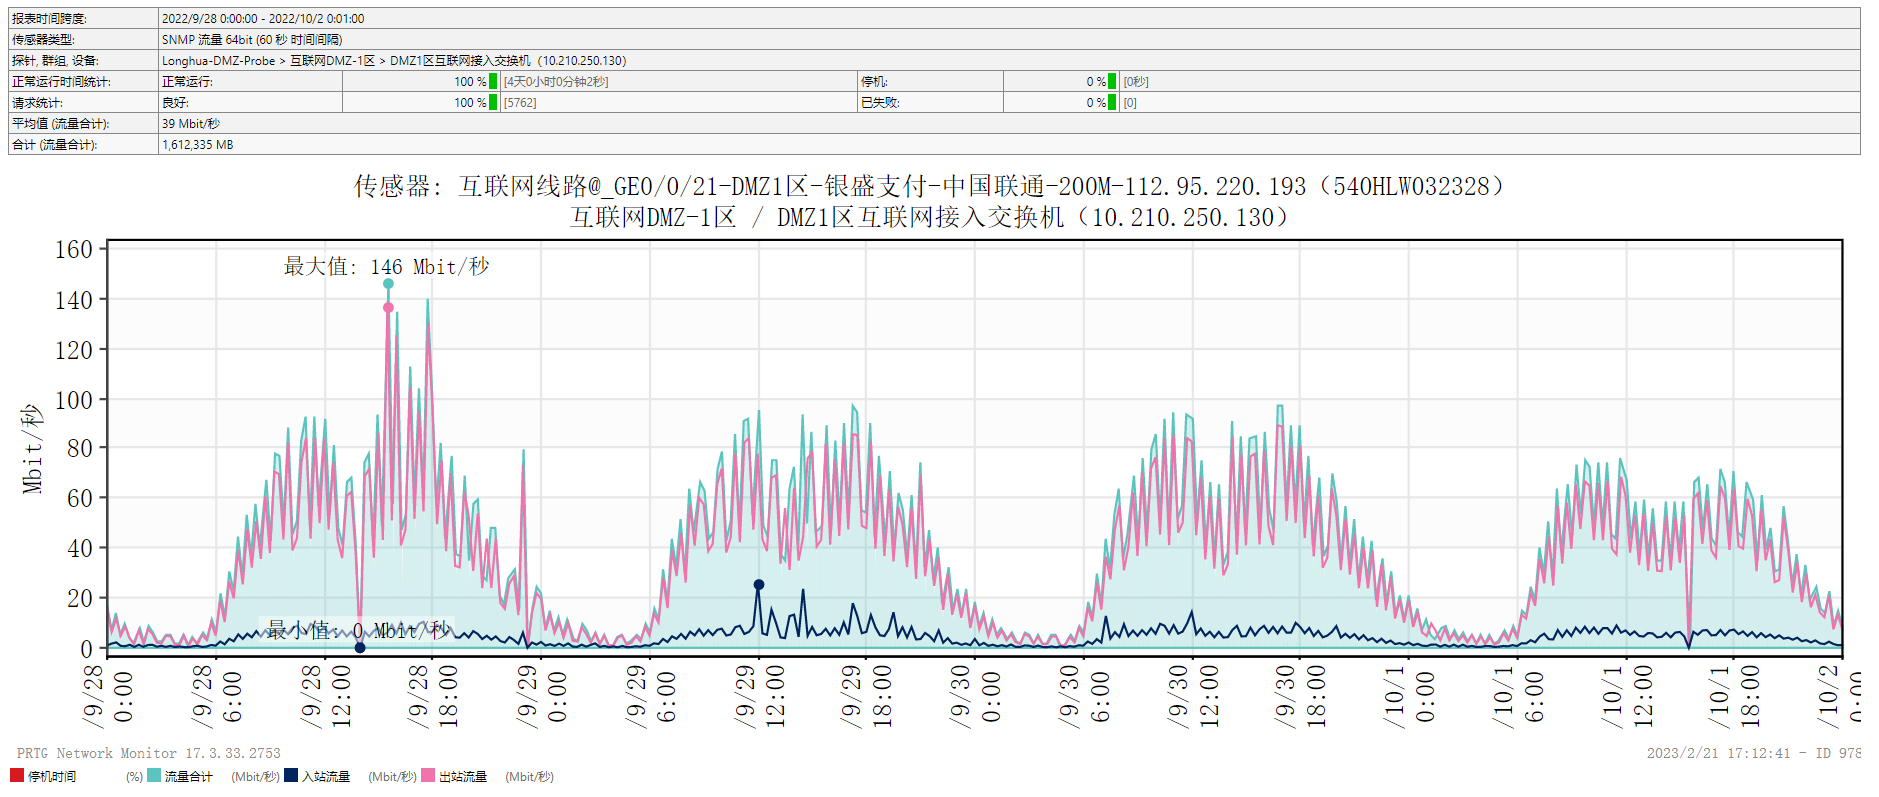 报表时间跨度: 2022/9/28 0:00:00 - 2022/10/2 0:01:00
传感器类型: SNMP 流量 64bit (60 秒 时间间隔)
探针, 群组, 设备: Longhua-DMZ-Probe > 互联网DMZ-1区 > DMZ1区互联网接入交换机（10.210.250.130）
正常运行时间统计: 正常运行: 100 % [4天0小时0分钟2秒] 停机: 0 % [0秒]
请求统计: 良好: 100 % [5762] 已失败: 0 % [0]
平均值 (流量合计): 39 Mbit/秒
合计 (流量合计): 1,612,335 MB
传感器: 互联网线路@_GE0/0/21-DMZ1区-银盛支付-中国联通-200M-112.95.220.193（540HLW032328）
互联网DMZ-1区 / DMZ1区互联网接入交换机（10.210.250.130）
Mbit/秒
160
140
120
100
80
60
40
20
0
最大值: 146 Mbit/秒
最小值: 0 Mbit/秒
/9/28 0:00
/9/28 6:00
/9/28 12:00
/9/28 18:00
/9/29 0:00
/9/29 6:00
/9/29 12:00
/9/29 18:00
/9/30 0:00
/9/30 6:00
/9/30 12:00
/9/30 18:00
/10/1 0:00
/10/1 6:00
/10/1 12:00
/10/1 18:00
/10/2 0:00
PRTG Network Monitor 17.3.33.2753
2023/2/21 17:12:41 - ID 978
停机时间 (%) 流量合计 (Mbit/秒) 入站流量 (Mbit/秒) 出站流量 (Mbit/秒)